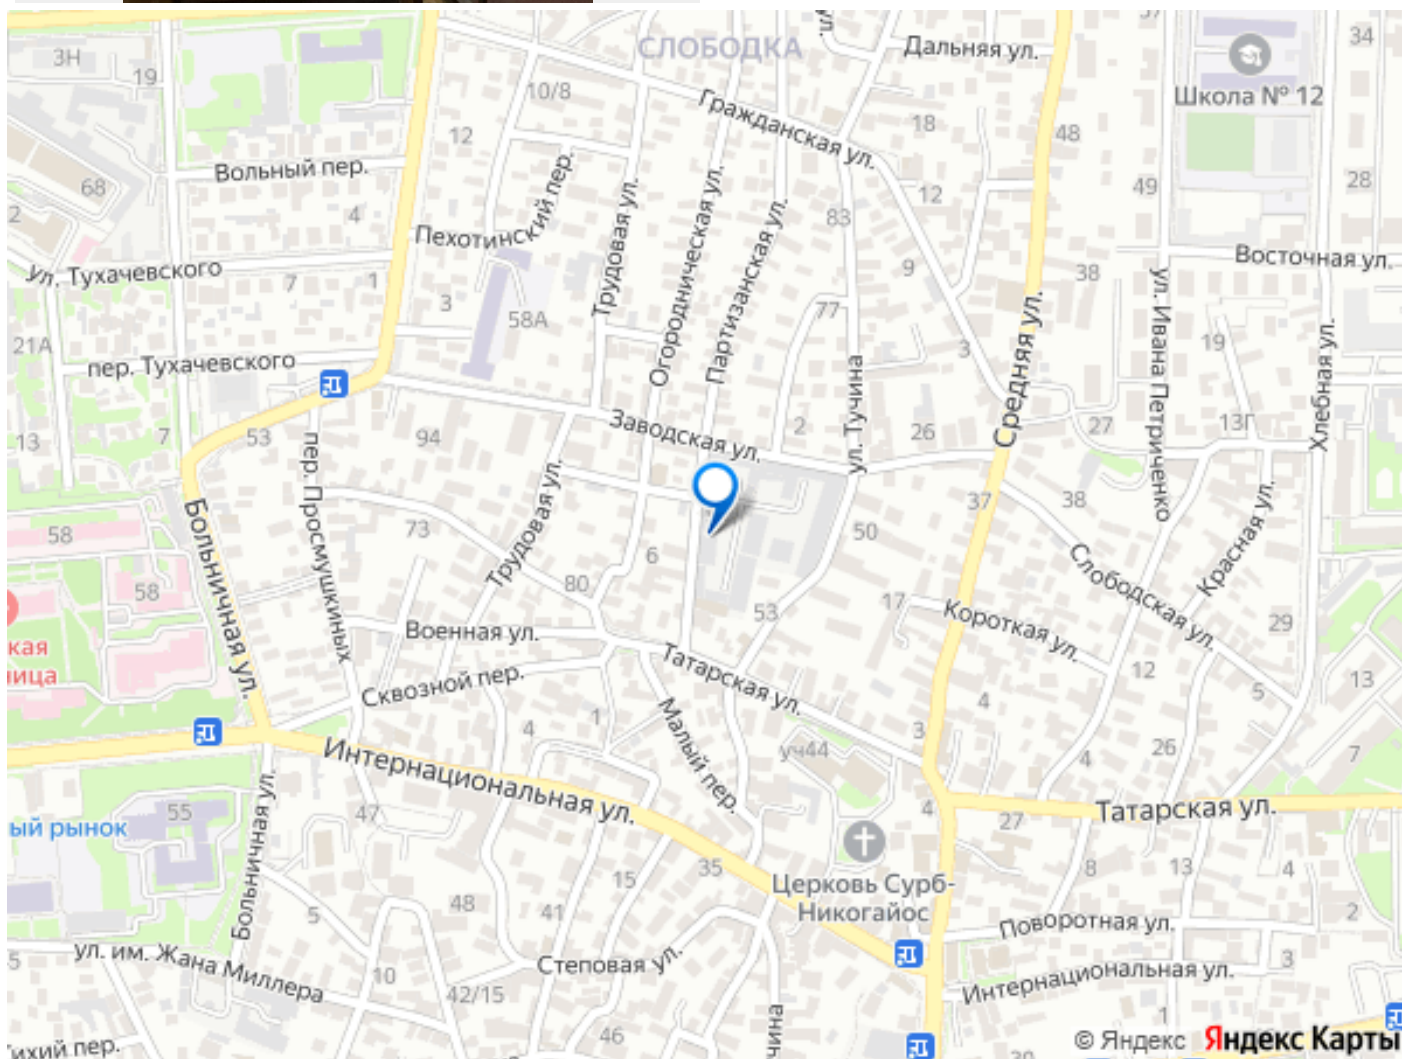 СЛОБОДКА
ул.
Дальняя ул.
37
34
3Н
19
10/8
Школа № 12
Гражданская ул.
18
48
12
Вольный пер.
68
2
4
Пехотинский пер.
Трудовая ул.
Огородническая ул.
Партизанская ул.
83
12
49
28
Восточная ул.
ул. Тухачевского
7
1
3
58А
9
38
ул. Ивана Петриченко
77
21А
пер. Тухачевского
3
Средняя ул.
19
Хлебная ул.
Заводская ул.
2
ул. Тучина
26
27
13Г
13
7
53
94
пер. Просмушкиных
Больничная ул.
73
Трудовая ул.
37
38
Красная ул.
58
58
6
50
80
53
17
Слободская ул.
Короткая ул.
29
кая
ница
Военная ул.
Татарская ул.
Сквозной пер.
12
5
13
4
1
Малый пер.
уч44
3
4
4
26
7
Интернациональная ул.
47
ый рынок
55
Больничная ул.
4
27
Татарская ул.
35
15
41
48
5
Церковь Сурб-
Никогайос
8
13
4
2
Поворотная ул.
5
ул. им. Жана Миллера
10
42/15
Степовая ул.
3
Интернациональная ул.
46
чина
1
30
ихий пер.
© Яндекс Яндекс Карты